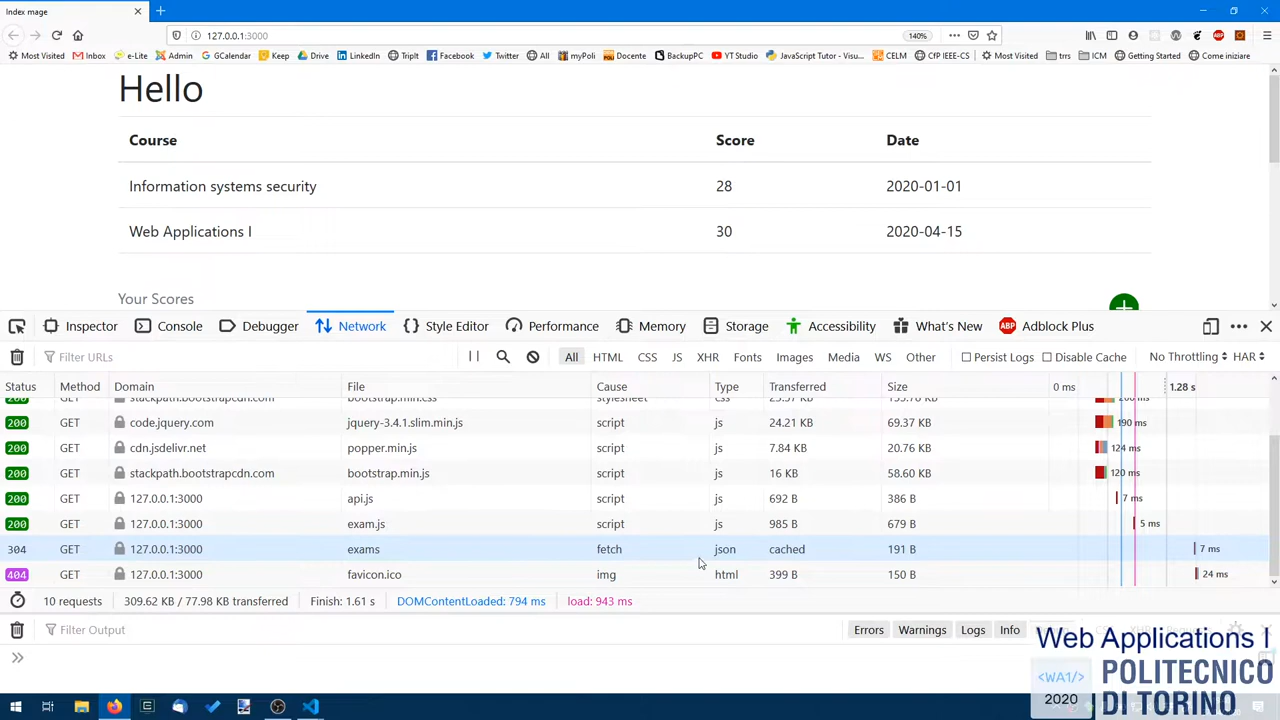 Index mage
127.0.0.1:3000 140%
Most Visited Inbox e-Lite Admin GCalendar Keep Drive LinkedIn TripIt Facebook Twitter All myPoli Docente BackupPC YT Studio JavaScript Tutor - Visu... CELM CfP IEEE-CS Most Visited trrs ICM Getting Started Come iniziare
Hello
Course Score Date
Information systems security 28 2020-01-01
Web Applications I 30 2020-04-15
Your Scores
Inspector Console Debugger Network Style Editor Performance Memory Storage Accessibility What's New ABP Adblock Plus
Filter URLs All HTML CSS JS XHR Fonts Images Media WS Other Persist Logs Disable Cache No Throttling HAR
Status Method Domain File Cause Type Transferred Size 0 ms 1.28 s
200 GET stackpath.bootstrapcdn.com bootstrap.min.css stylesheet css
200 GET code.jquery.com jquery-3.4.1.slim.min.js script js 24.21 KB 69.37 KB 190 ms
200 GET cdn.jsdelivr.net popper.min.js script js 7.84 KB 20.76 KB 124 ms
200 GET stackpath.bootstrapcdn.com bootstrap.min.js script js 16 KB 58.60 KB 120 ms
200 GET 127.0.0.1:3000 api.js script js 692 B 386 B 7 ms
200 GET 127.0.0.1:3000 exam.js script js 985 B 679 B 5 ms
304 GET 127.0.0.1:3000 exams fetch json cached 191 B 7 ms
404 GET 127.0.0.1:3000 favicon.ico img html 399 B 150 B 24 ms
10 requests 309.62 KB / 77.98 KB transferred Finish: 1.61 s DOMContentLoaded: 794 ms load: 943 ms
Filter Output Errors Warnings Logs Info
Web Applications I
<WA1/>
2020
POLITECNICO
DI TORINO